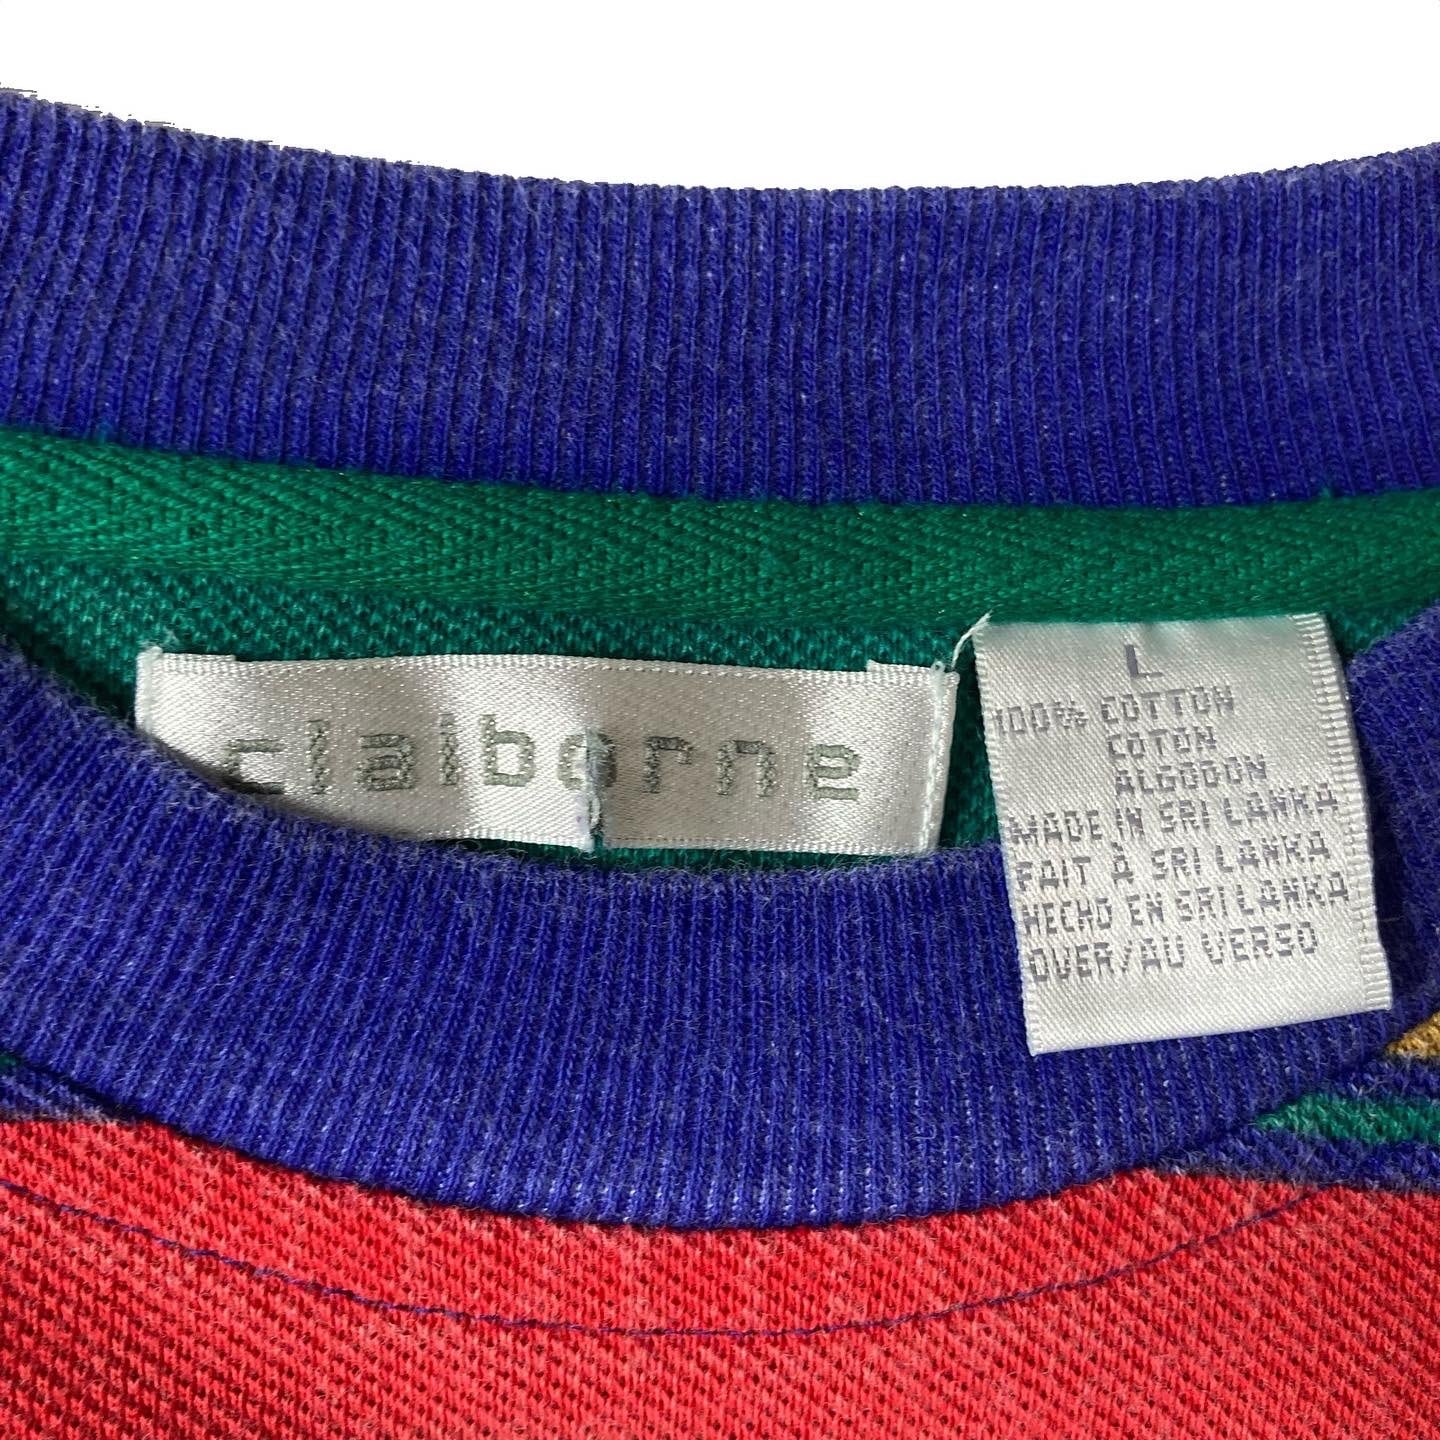 claiborne
L
100% COTTON
COTON
ALGODON
MADE IN SRI LANKA
FAIT À SRI LANKA
HECHO EN SRI LANKA
OVER/AU VERSO